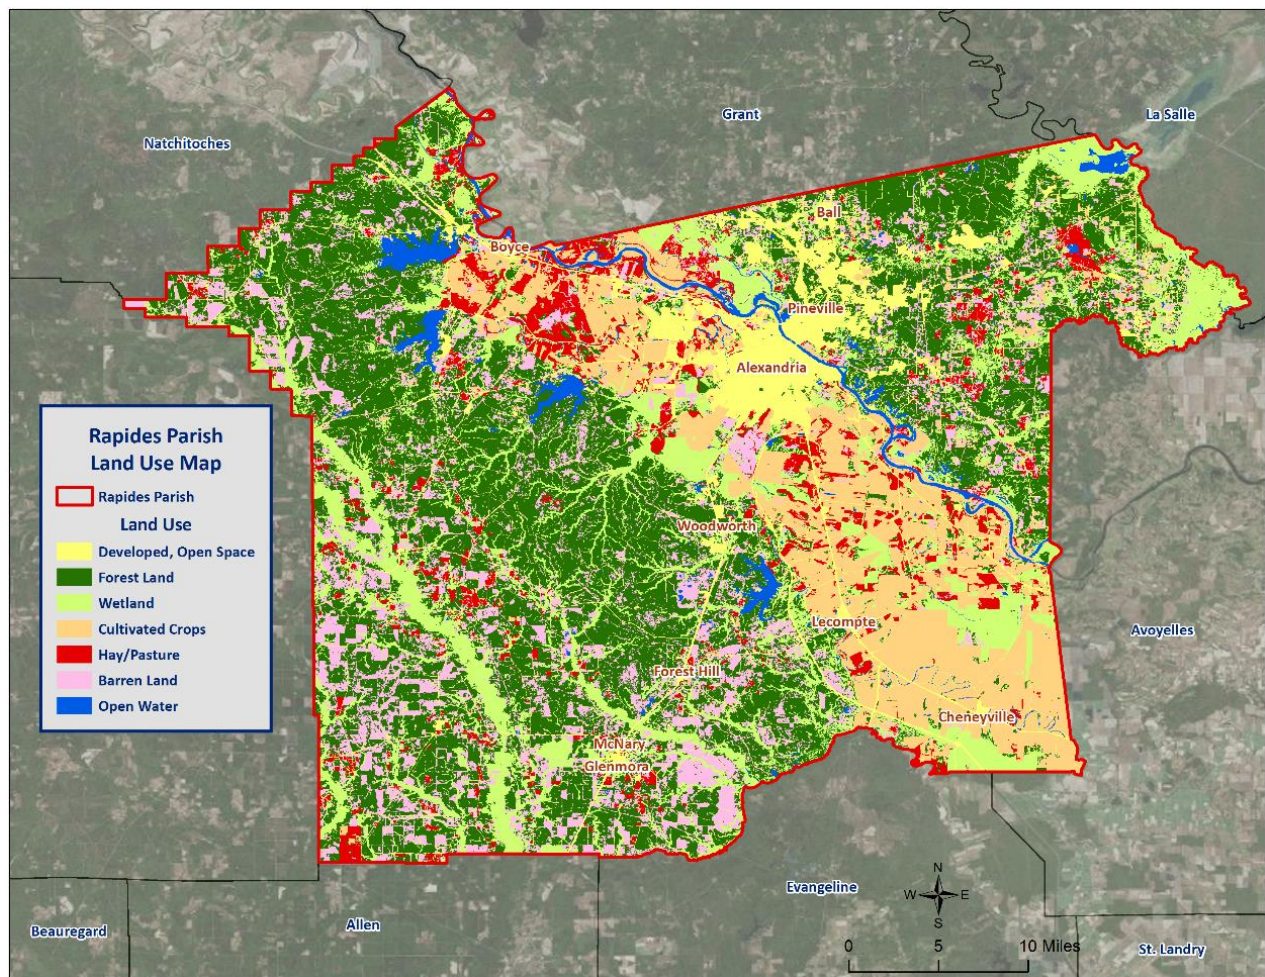 Grant
La Salle
Natchitoches
Ball
Boyce
Pineville
Alexandria
Rapides Parish
Land Use Map
Rapides Parish
Land Use
Developed, Open Space
Forest Land
Wetland
Cultivated Crops
Hay/Pasture
Barren Land
Open Water
Woodworth
Lecompte
Avoyelles
Forest Hill
Cheneyville
McNary
Glenmora
Evangeline
N
W E
S
Beauregard
Allen
St. Landry
0 5 10 Miles